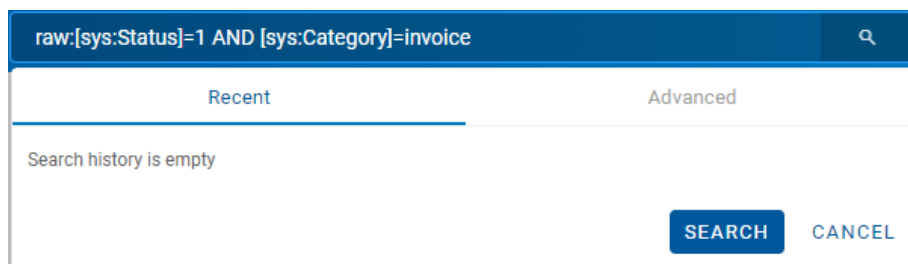 raw:[sys:Status]=1 AND [sys:Category]=invoice
Recent Advanced
Search history is empty
SEARCH CANCEL